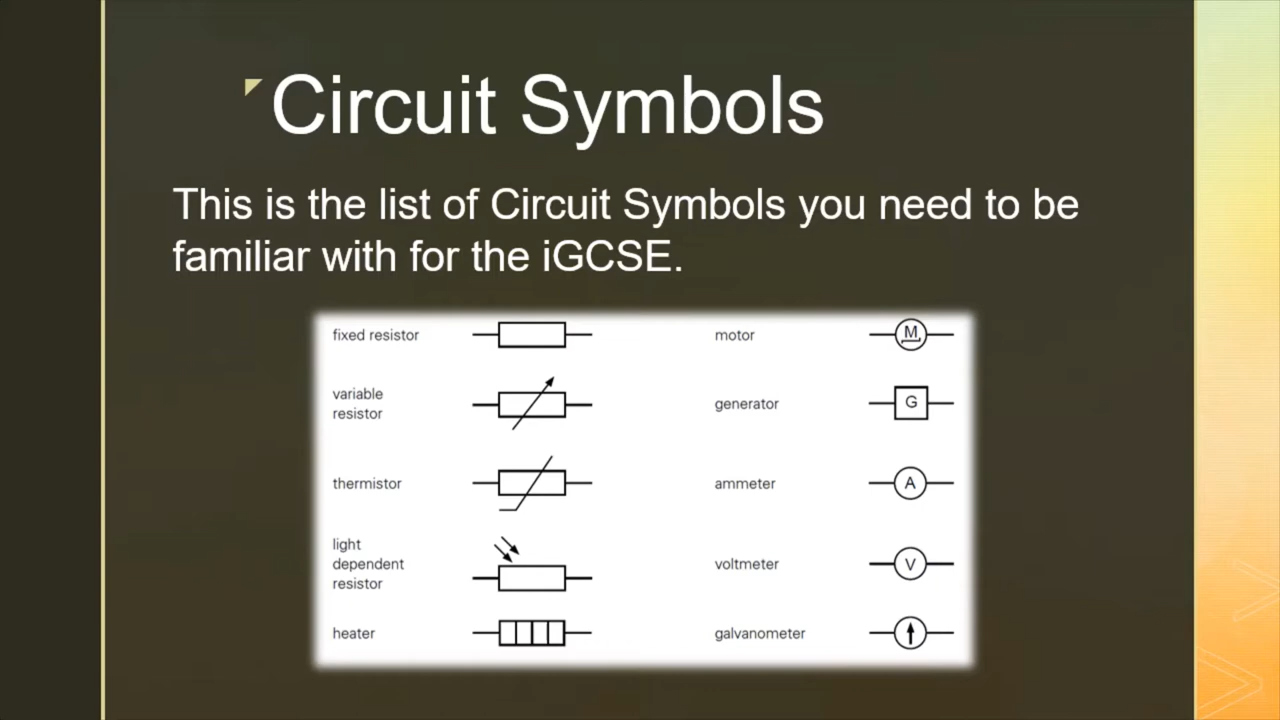 Circuit Symbols
This is the list of Circuit Symbols you need to be
familiar with for the iGCSE.
fixed resistor
variable
resistor
thermistor
light
dependent
resistor
heater
motor
M
generator
G
ammeter
A
voltmeter
V
galvanometer